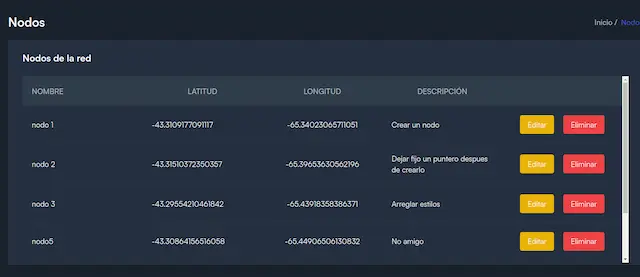 Nodos
Inicio / Nodo
Nodos de la red
NOMBRE LATITUD LONGITUD DESCRIPCIÓN
nodo 1 -43.3109177091117 -65.34023065711051 Crear un nodo Editar Eliminar
nodo 2 -43.31510372350357 -65.39653630562196 Dejar fijo un puntero despues
de crearlo Editar Eliminar
nodo 3 -43.29554210461842 -65.43918358386371 Arreglar estilos Editar Eliminar
nodo5 -43.30864156516058 -65.44906506130832 No amigo Editar Eliminar